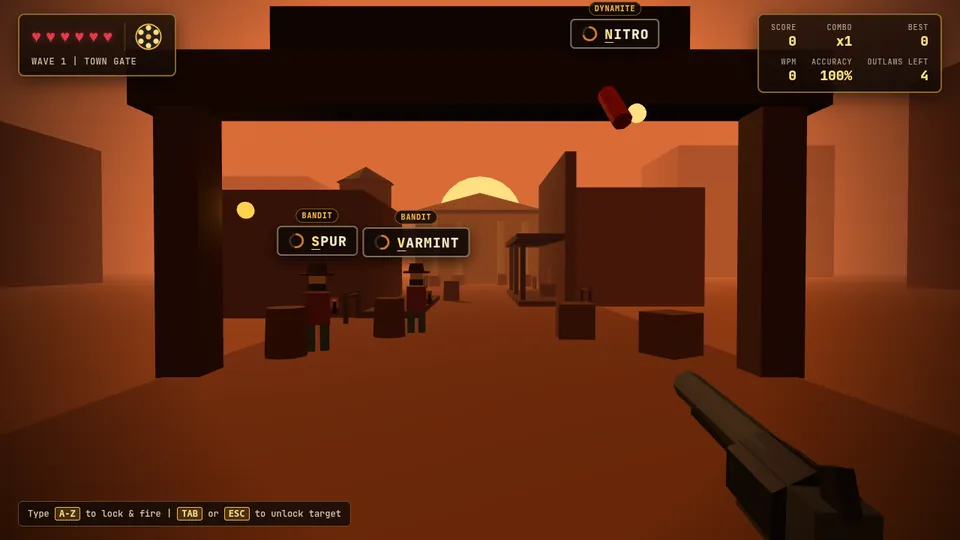 WAVE 1 | TOWN GATE
DYNAMITE
NITRO
SCORE COMBO BEST
0 x1 0
WPM ACCURACY OUTLAWS LEFT
0 100% 4
BANDIT
SPUR
BANDIT
VARMINT
Type A-Z to lock & fire | TAB or ESC to unlock target